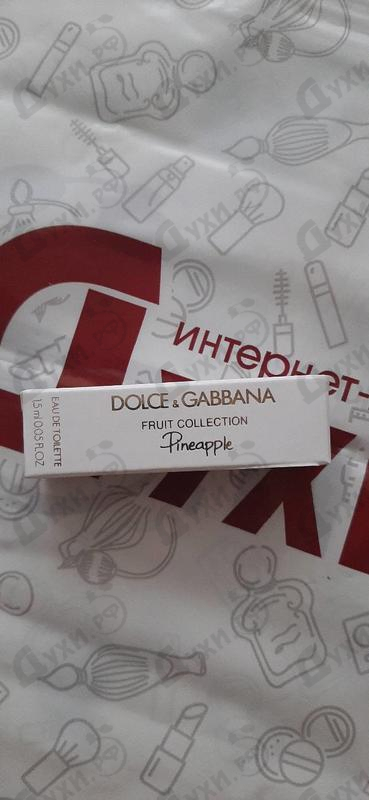 интернет-
DOLCE & GABBANA
FRUIT COLLECTION
Pineapple
EAU DE TOILETTE
1.5 ml 0.05 FL.OZ
Духи.РФ